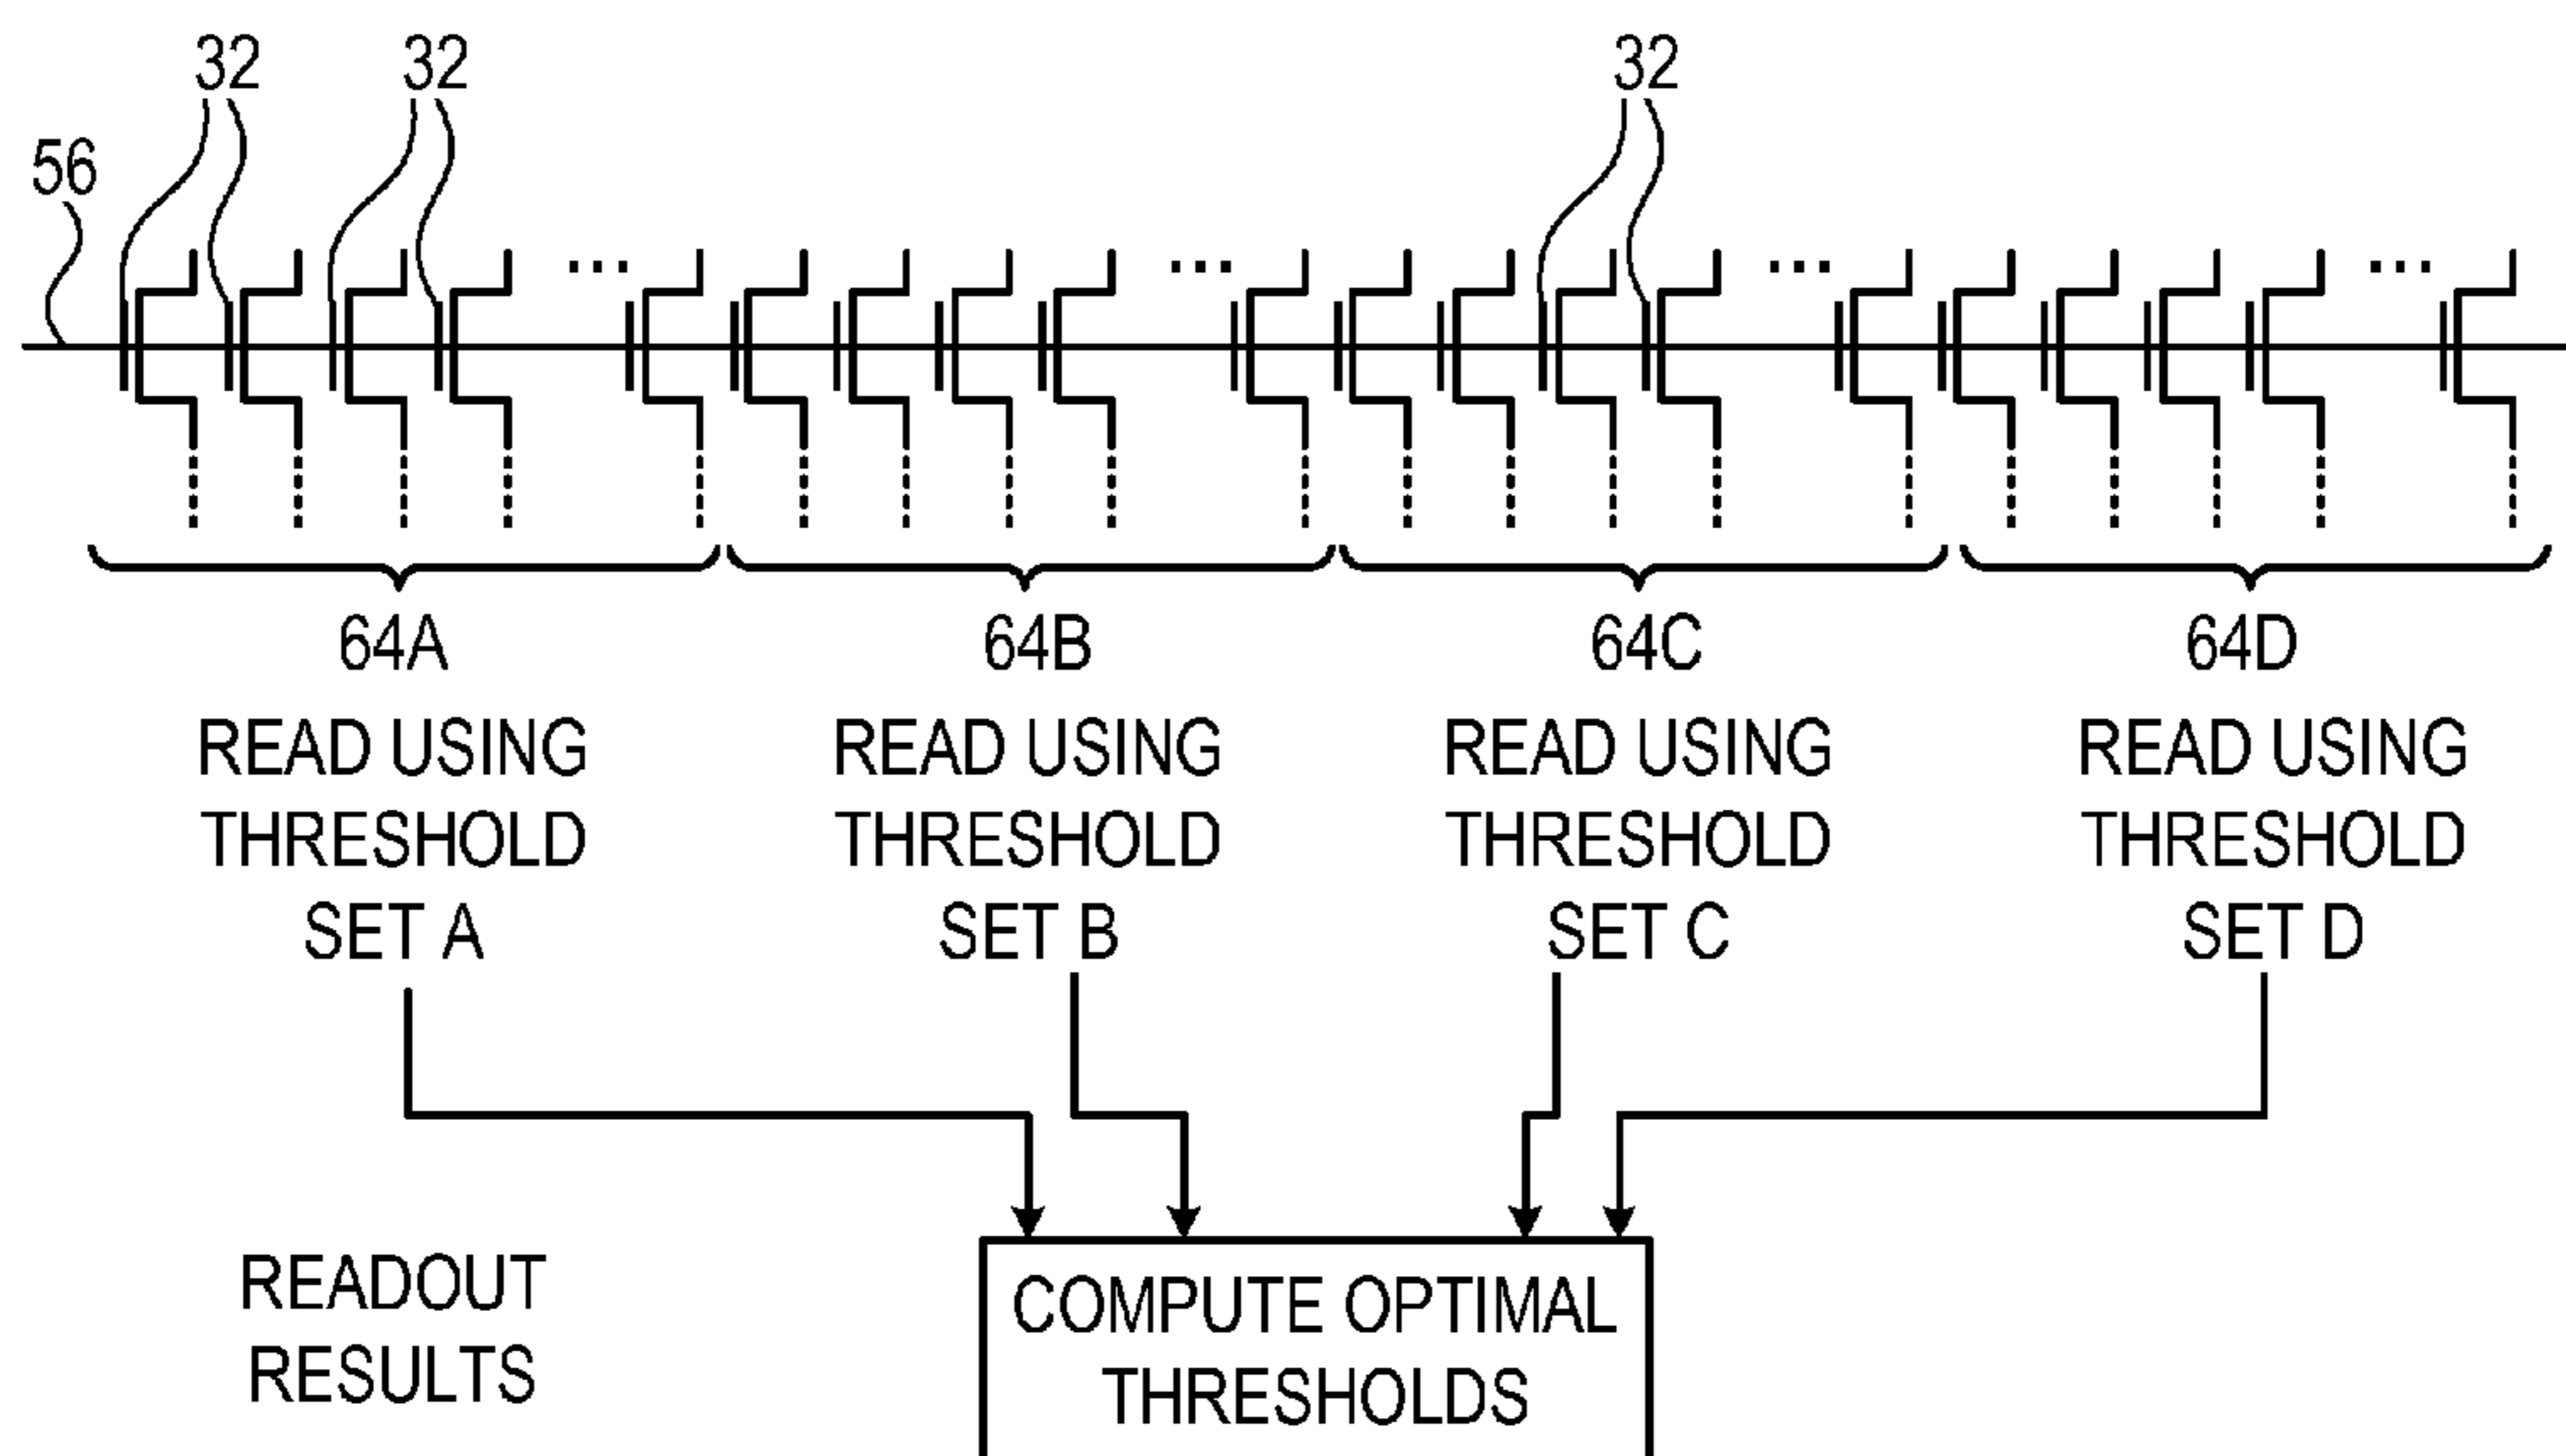 32 32 32
56
... ... ... ...
64A 64B 64C 64D
READ USING READ USING READ USING READ USING
THRESHOLD THRESHOLD THRESHOLD THRESHOLD
SET A SET B SET C SET D
READOUT
RESULTS
COMPUTE OPTIMAL
THRESHOLDS